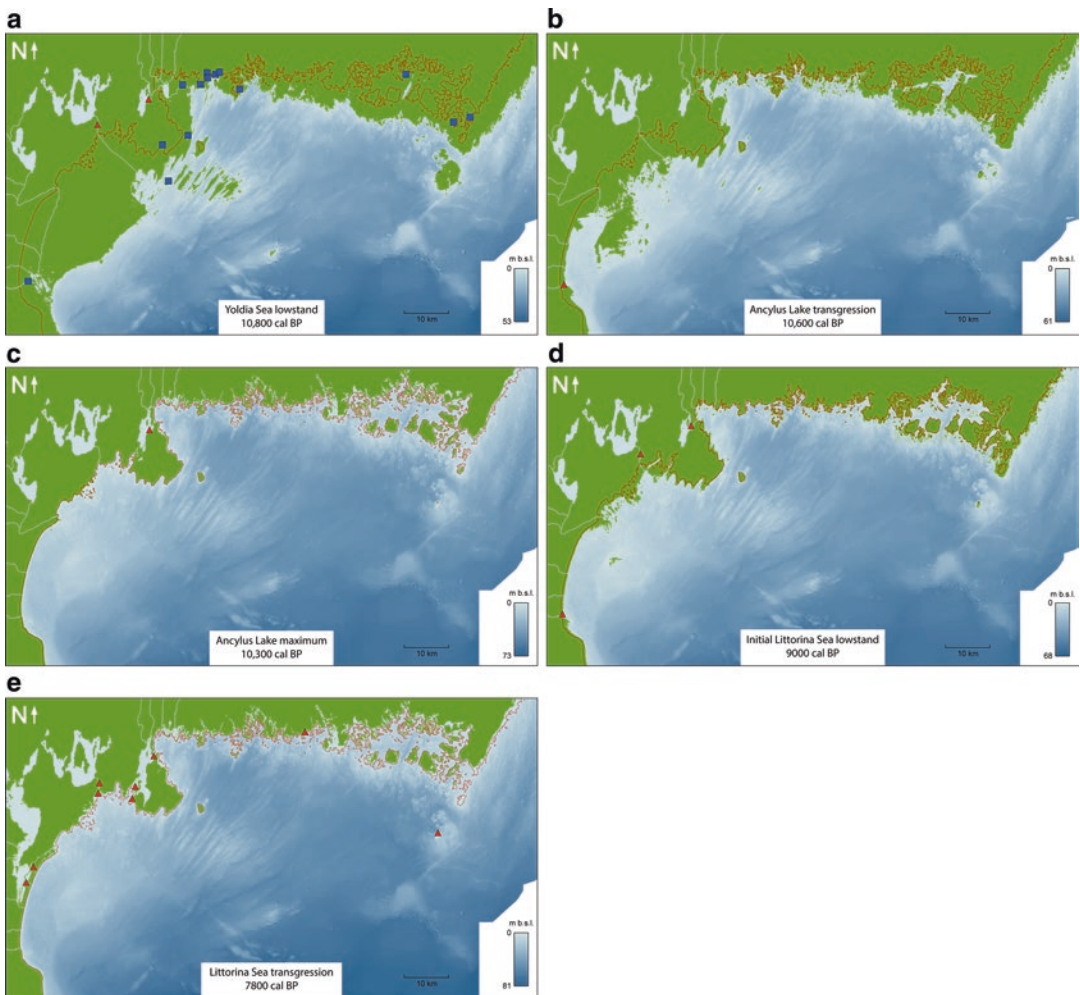 a
N
m b.s.l.
0
53
Yoldia Sea lowstand
10,800 cal BP
10 km
b
N
m b.s.l.
0
61
Ancylus Lake transgression
10,600 cal BP
10 km
c
N
m b.s.l.
0
73
Ancylus Lake maximum
10,300 cal BP
10 km
d
N
m b.s.l.
0
68
Initial Littorina Sea lowstand
9000 cal BP
10 km
e
N
m b.s.l.
0
81
Littorina Sea transgression
7800 cal BP
10 km